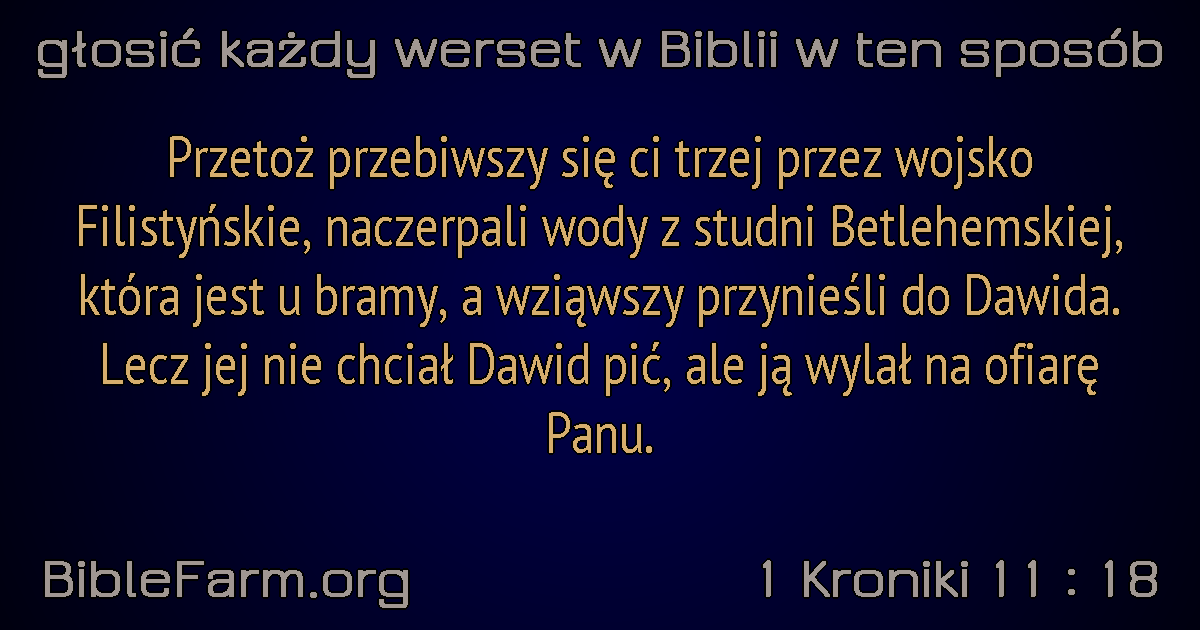 głosić każdy werset w Biblii w ten sposób
Przetoż przebiwszy się ci trzej przez wojsko
Filistyńskie, naczerpali wody z studni Betlehemskiej,
która jest u bramy, a wziąwszy przynieśli do Dawida.
Lecz jej nie chciał Dawid pić, ale ją wylał na ofiarę
Panu.
BibleFarm.org
1 Kroniki 11 : 18